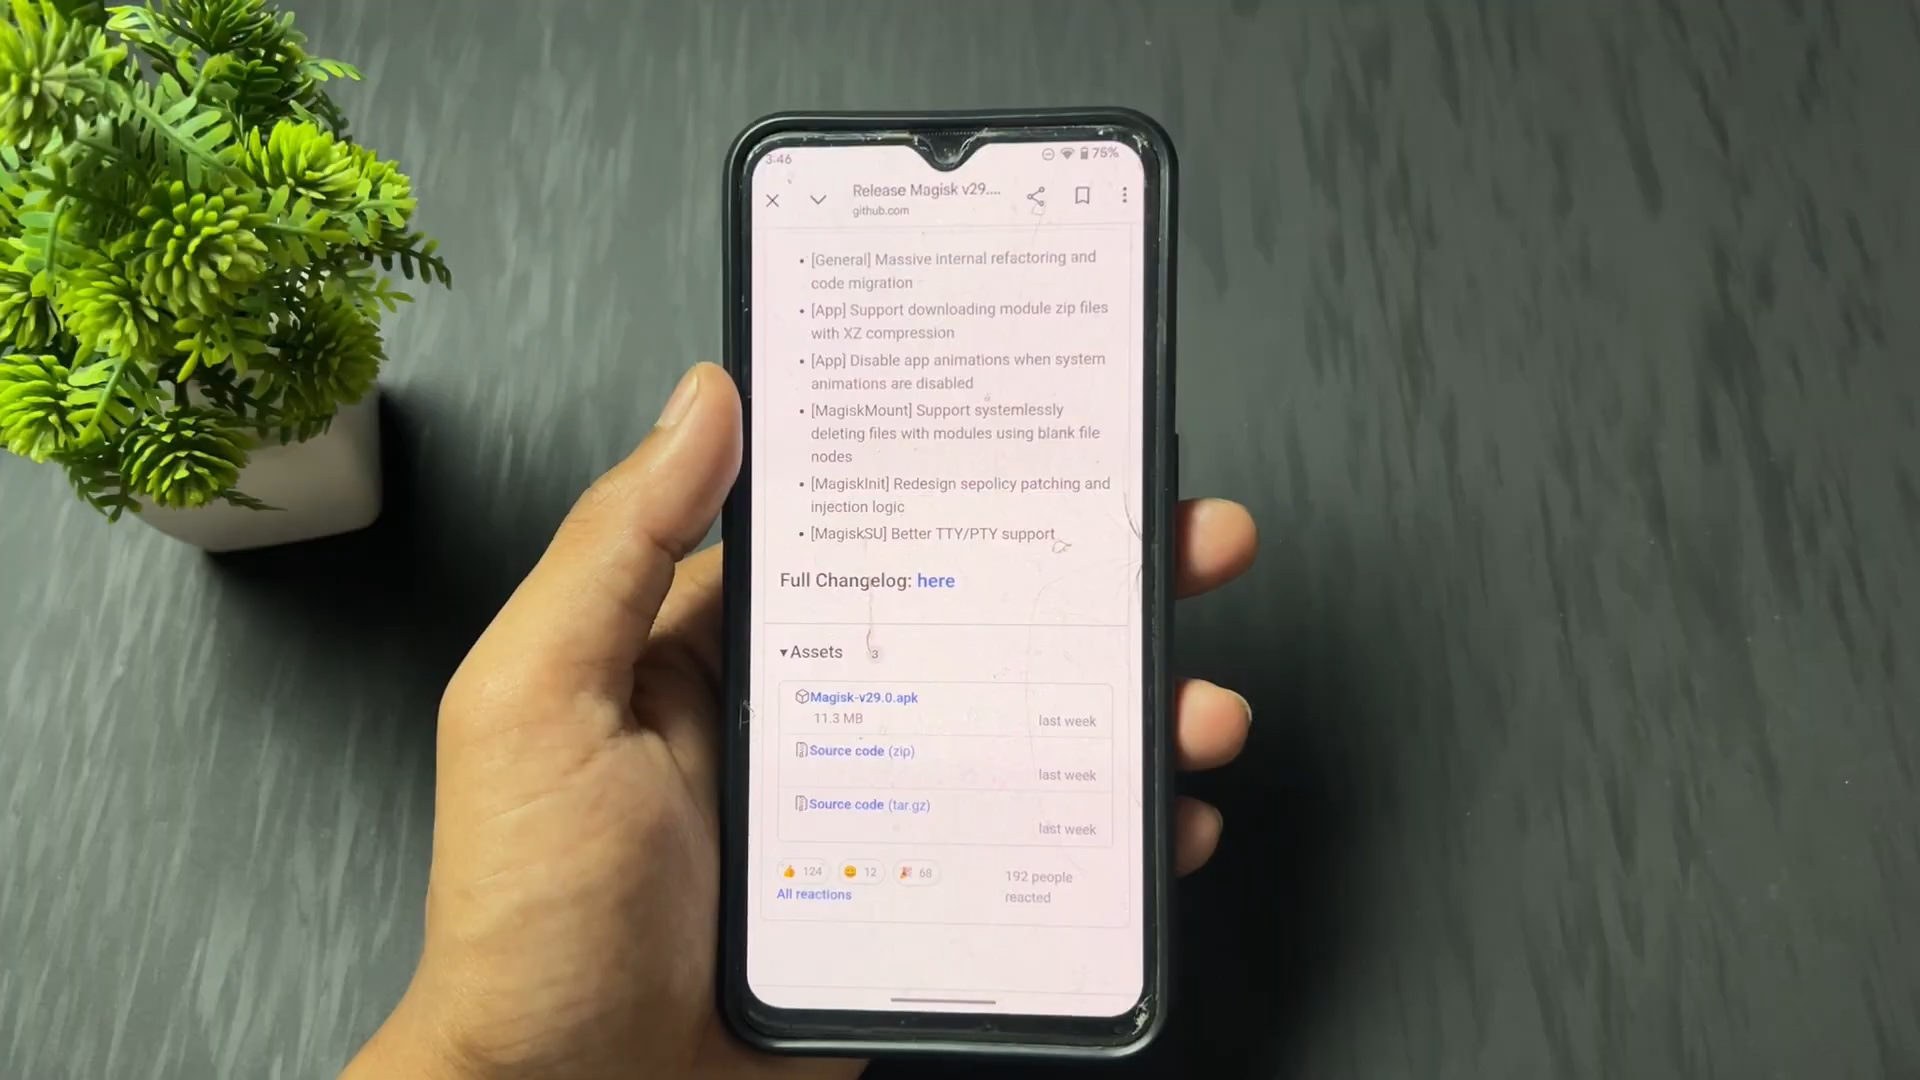 3:46
75%
Release Magisk v29....
github.com
• [General] Massive internal refactoring and
code migration
• [App] Support downloading module zip files
with XZ compression
• [App] Disable app animations when system
animations are disabled
• [MagiskMount] Support systemlessly
deleting files with modules using blank file
nodes
• [MagiskInit] Redesign sepolicy patching and
injection logic
• [MagiskSU] Better TTY/PTY support
Full Changelog: here
▾Assets 3
Magisk-v29.0.apk
11.3 MB
last week
Source code (zip)
last week
Source code (tar.gz)
last week
👍 124 😄 12 🎉 68
192 people
reacted
All reactions